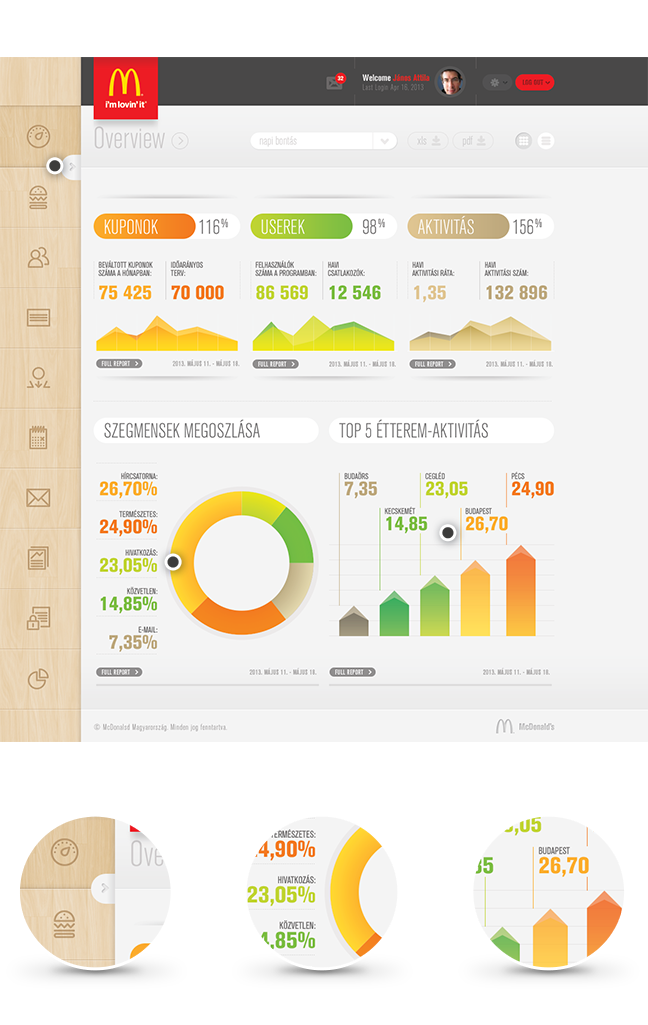 M
i'm lovin' it
32
Welcome János Attila
Last Login: Apr 16, 2013
LOG OUT
Overview
napi bontás
xls
pdf
KUPONOK 116%
USEREK 98%
AKTIVITÁS 156%
BEVÁLTOTT KUPONOK
SZÁMA A HÓNAPBAN:
75 425
IDŐARÁNYOS
TERV:
70 000
FELHASZNÁLÓK
SZÁMA A PROGRAMBAN:
86 569
HAVI
CSATLAKOZÓK:
12 546
HAVI
AKTIVITÁSI RÁTA:
1,35
HAVI
AKTIVITÁSI SZÁM:
132 896
FULL REPORT
2013. MÁJUS 11. - MÁJUS 18.
FULL REPORT
2013. MÁJUS 11. - MÁJUS 18.
FULL REPORT
2013. MÁJUS 11. - MÁJUS 18.
SZEGMENSEK MEGOSZLÁSA
HÍRCSATORNA:
26,70%
TERMÉSZETES:
24,90%
HIVATKOZÁS:
23,05%
KÖZVETLEN:
14,85%
E-MAIL:
7,35%
FULL REPORT
2013. MÁJUS 11. - MÁJUS 18.
TOP 5 ÉTTEREM-AKTIVITÁS
BUDAÖRS
7,35
CEGLÉD
23,05
PÉCS
24,90
KECSKEMÉT
14,85
BUDAPEST
26,70
FULL REPORT
2013. MÁJUS 11. - MÁJUS 18.
© McDonalsd Magyarország. Minden jog fenntartva.
McDonald's
Ove
ERMÉSZETES:
4,90%
HIVATKOZÁS:
23,05%
KÖZVETLEN:
4,85%
3,05
BUDAPEST
26,70
35